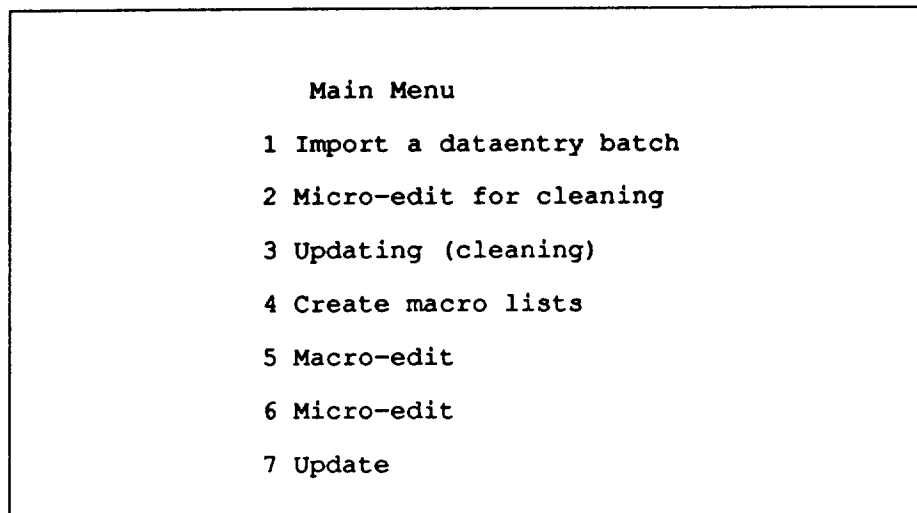 Main Menu
1 Import a dataentry batch
2 Micro-edit for cleaning
3 Updating (cleaning)
4 Create macro lists
5 Macro-edit
6 Micro-edit
7 Update